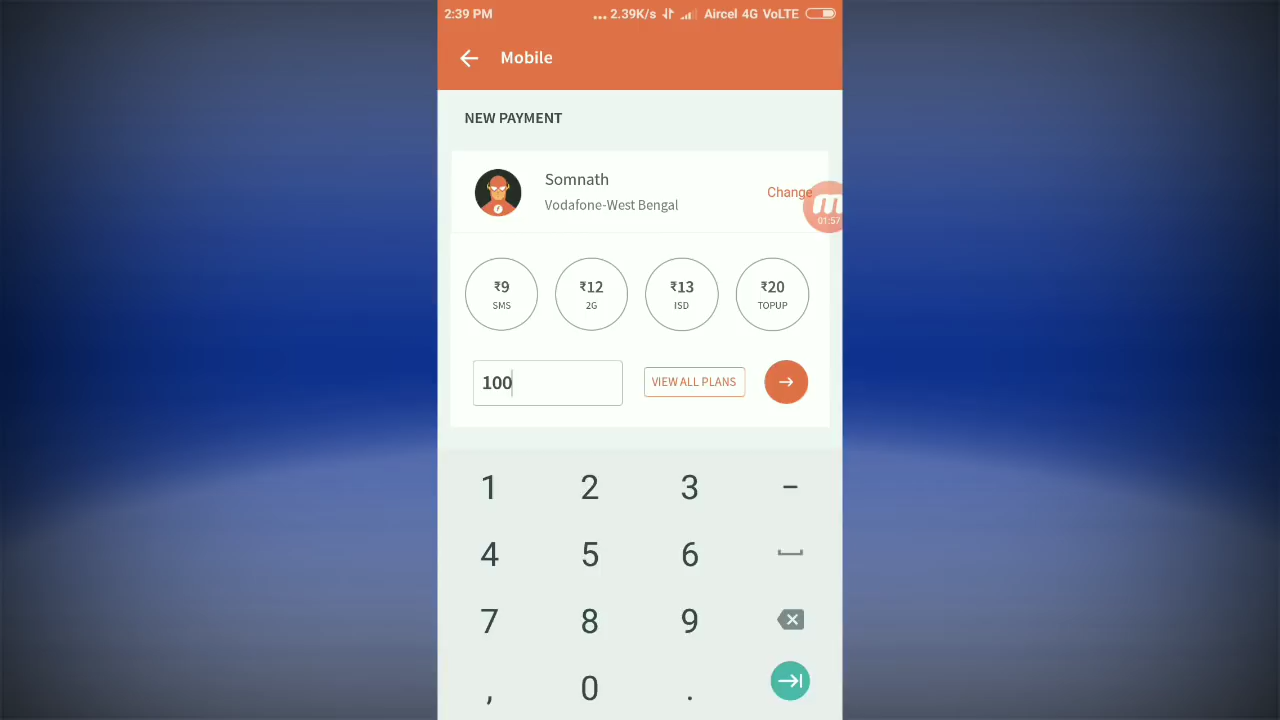 2:39 PM ... 2.39K/s Aircel 4G VoLTE
Mobile
NEW PAYMENT
Somnath
Vodafone-West Bengal
Change
01:57
₹9 ₹12 ₹13 ₹20
SMS 2G ISD TOPUP
100 VIEW ALL PLANS
1 2 3 -
4 5 6
7 8 9
, 0 .